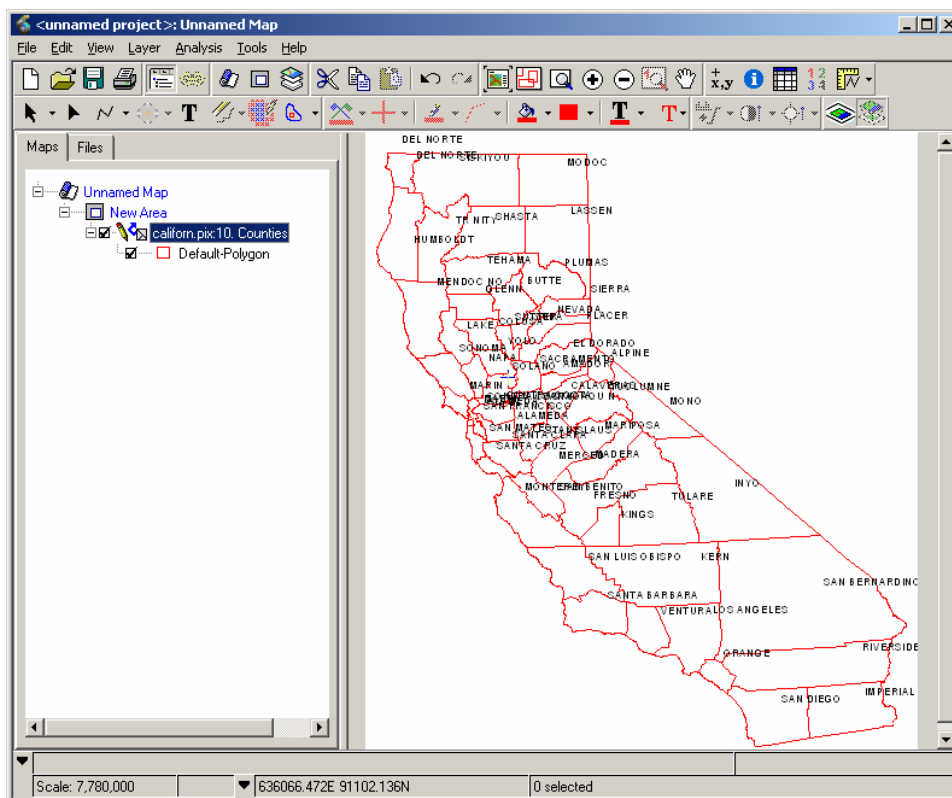 <unnamed project>: Unnamed Map
File Edit View Layer Analysis Tools Help
Maps Files
Unnamed Map
New Area
californ.pix:10. Counties
Default-Polygon
DEL NORTE
DEL NORTE
MODOC
LASSEN
SHASTA
HUMBOLDT
TEHAMA
PLUMAS
MENDOC NO
BUTTE
GLENN
SIERRA
NEVADA
PLACER
LAKE
COLUSA
YOLO
EL DORADO
SONOMA
ALPINE
NAPA
SACRAMENTO
SOLANO
AMADOR
MARIN
CALAVERAS
MONO
SAN FRANCISCO
ALAMEDA
SAN MATEO
STANISLAUS
MARIPOSA
SANTA CLARA
SANTA CRUZ
MERCED
MADERA
INYO
MONTEREY
SAN BENITO
FRESNO
TULARE
KINGS
SAN LUIS OBISPO
KERN
SAN BERNARDINO
SANTA BARBARA
VENTURA
LOS ANGELES
ORANGE
RIVERSIDE
SAN DIEGO
IMPERIAL
Scale: 7,780,000
636066.472E 91102.136N
0 selected